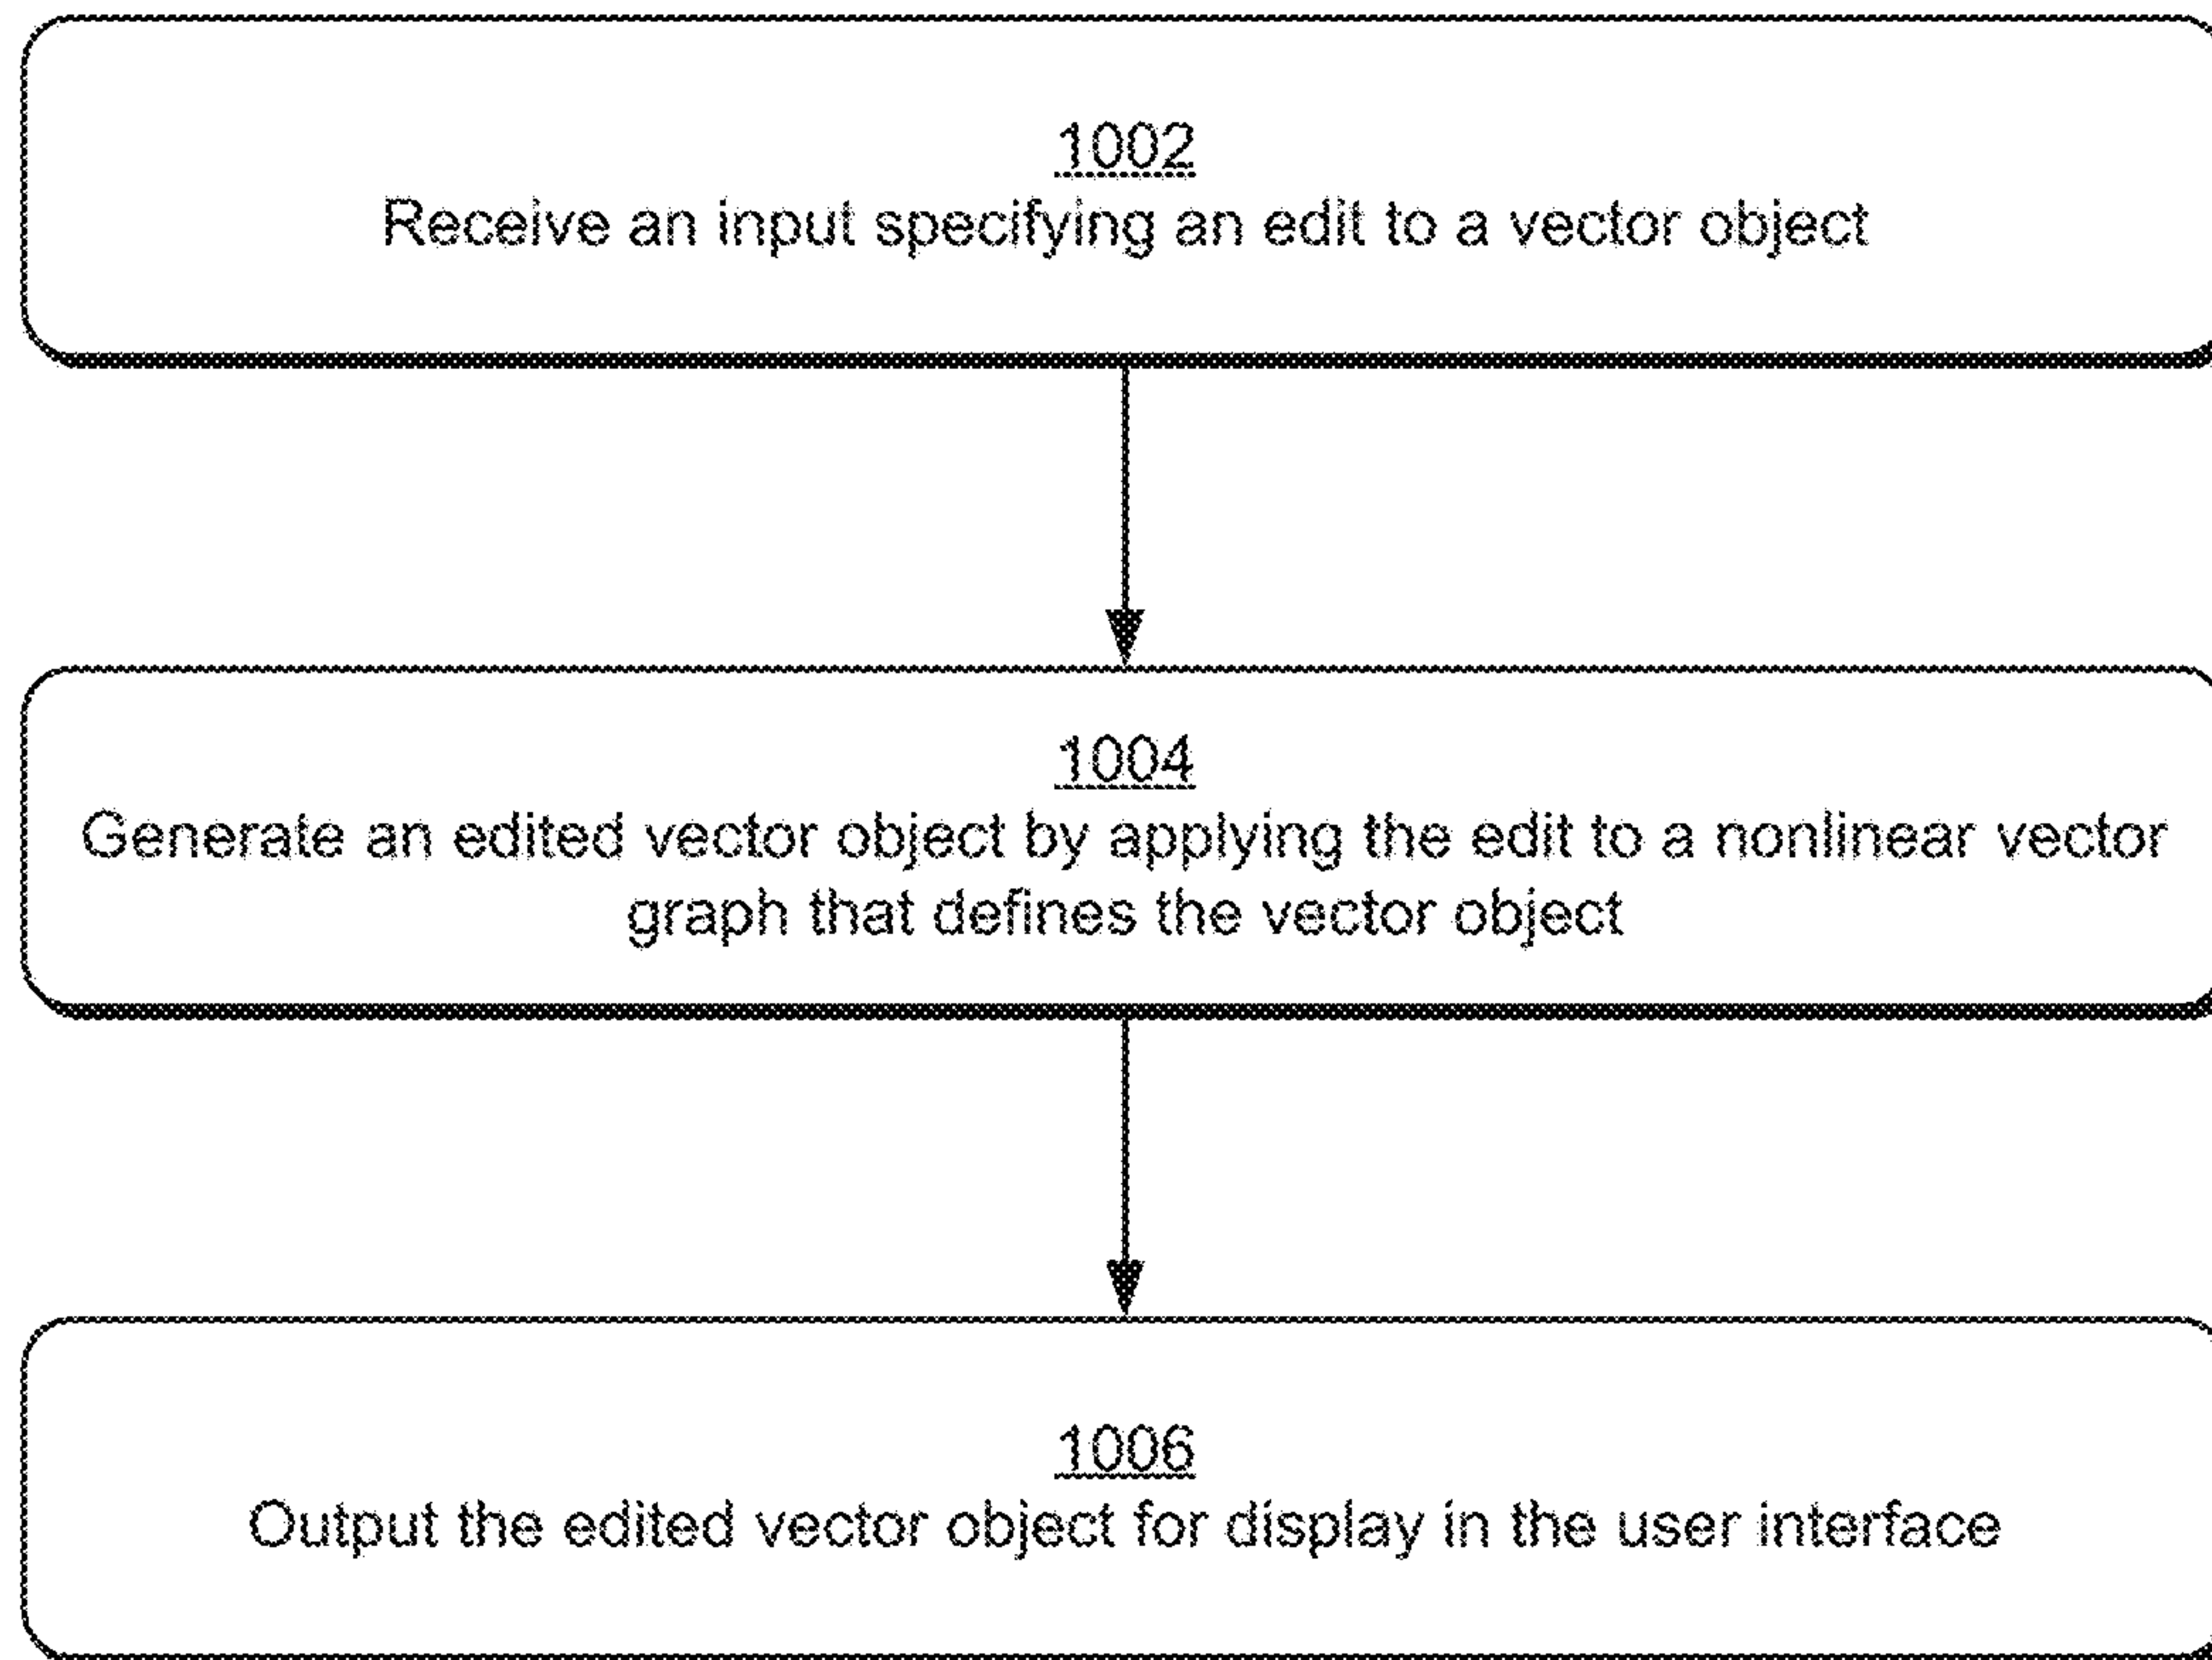 1002
Receive an input specifying an edit to a vector object
1004
Generate an edited vector object by applying the edit to a nonlinear vector
graph that defines the vector object
1006
Output the edited vector object for display in the user interface